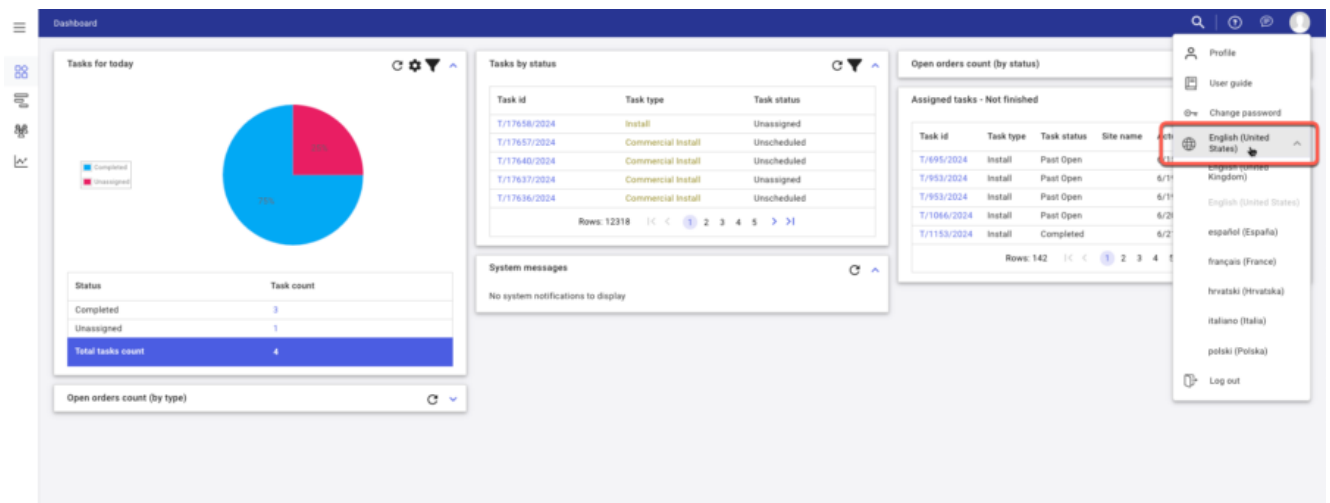 Dashboard
Tasks for today
Completed
Unassigned
Status Task count
Completed 3
Unassigned 1
Total tasks count 4
Open orders count (by type)
Tasks by status
Task id Task type Task status
T/17658/2024 Install Unassigned
T/17657/2024 Commercial Install Unscheduled
T/17640/2024 Commercial Install Unscheduled
T/17637/2024 Commercial Install Unassigned
T/17636/2024 Commercial Install Unscheduled
Rows: 12318 1 2 3 4 5
System messages
No system notifications to display
Open orders count (by status)
Assigned tasks - Not finished
Task id Task type Task status Site name
T/695/2024 Install Past Open
T/953/2024 Install Past Open
T/953/2024 Install Past Open
T/1066/2024 Install Past Open
T/1153/2024 Install Completed
Rows: 142 1 2 3 4
Profile
User guide
Change password
English (United
States)
English (United
Kingdom)
English (United States)
español (España)
français (France)
hrvatski (Hrvatska)
italiano (Italia)
polski (Polska)
Log out